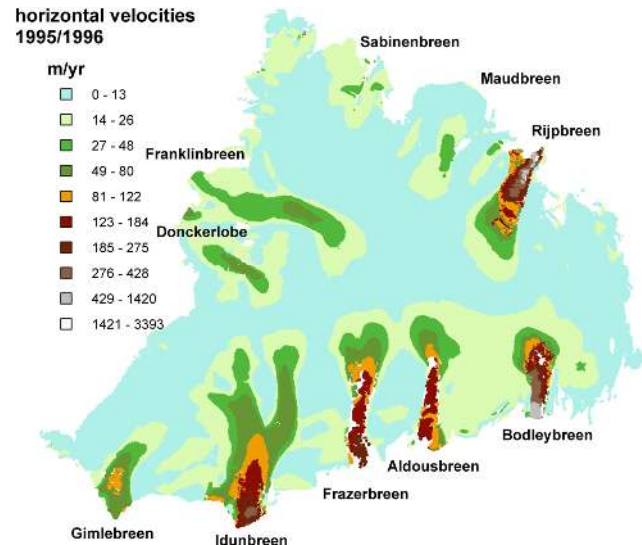 horizontal velocities
1995/1996
m/yr
0 - 13
14 - 26
27 - 48
49 - 80
81 - 122
123 - 184
185 - 275
276 - 428
429 - 1420
1421 - 3393
Sabinenbreen
Maudbreen
Rijpbreen
Franklinbreen
Donckerlobe
Bodleybreen
Aldousbreen
Frazerbreen
Gimlebreen
Idunbreen